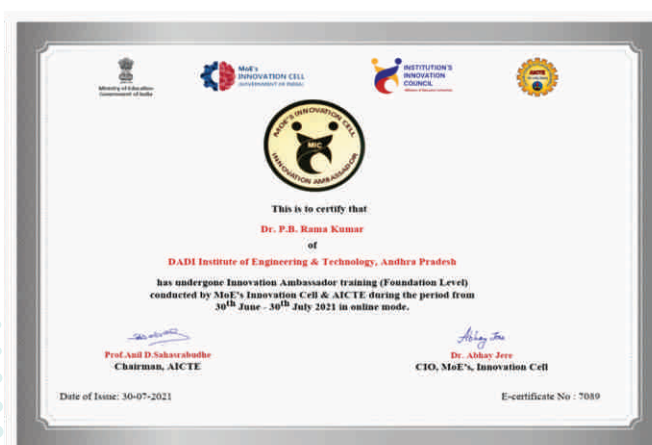 Ministry of Education
Government of India
MoE's
INNOVATION CELL
(GOVERNMENT OF INDIA)
INSTITUTION'S
INNOVATION
COUNCIL
AICTE
MOE'S INNOVATION CELL
MIC
INNOVATION AMBASSADOR
This is to certify that
Dr. P.B. Rama Kumar
of
DADI Institute of Engineering & Technology, Andhra Pradesh
has undergone Innovation Ambassador training (Foundation Level)
conducted by MoE's Innovation Cell & AICTE during the period from
30th June - 30th July 2021 in online mode.
Abhay Jere
Prof.Anil D.Sahasrabudhe
Chairman, AICTE
Dr. Abhay Jere
CIO, MoE's, Innovation Cell
Date of Issue: 30-07-2021
E-certificate No : 7089